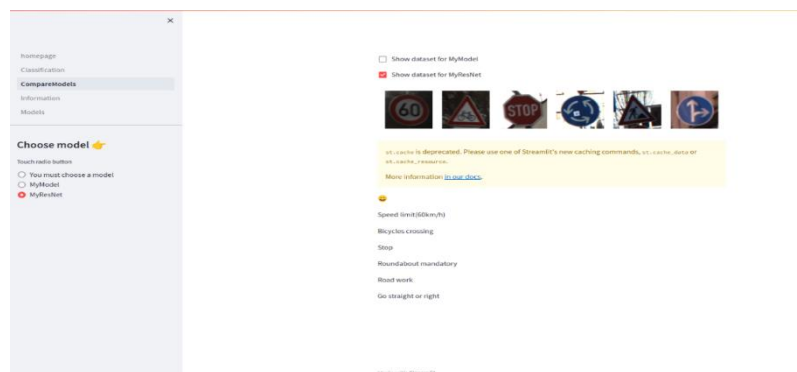 ×
homepage
Classification
CompareModels
Information
Models
Choose model 👉
Touch radio button
You must choose a model
MyModel
MyResNet
Show dataset for MyModel
Show dataset for MyResNet
60
STOP
st.cache is deprecated. Please use one of Streamlit's new caching commands, st.cache_data or
st.cache_resource.
More information in our docs.
😄
Speed limit(60km/h)
Bicycles crossing
Stop
Roundabout mandatory
Road work
Go straight or right